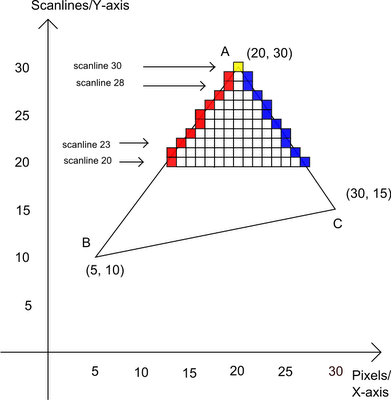 Scanlines/Y-axis
A
scanline 30
(20, 30)
30
scanline 28
25
scanline 23
scanline 20
20
(30, 15)
15
C
B
10
(5, 10)
5
5
10
15
20
25
30
Pixels/
X-axis